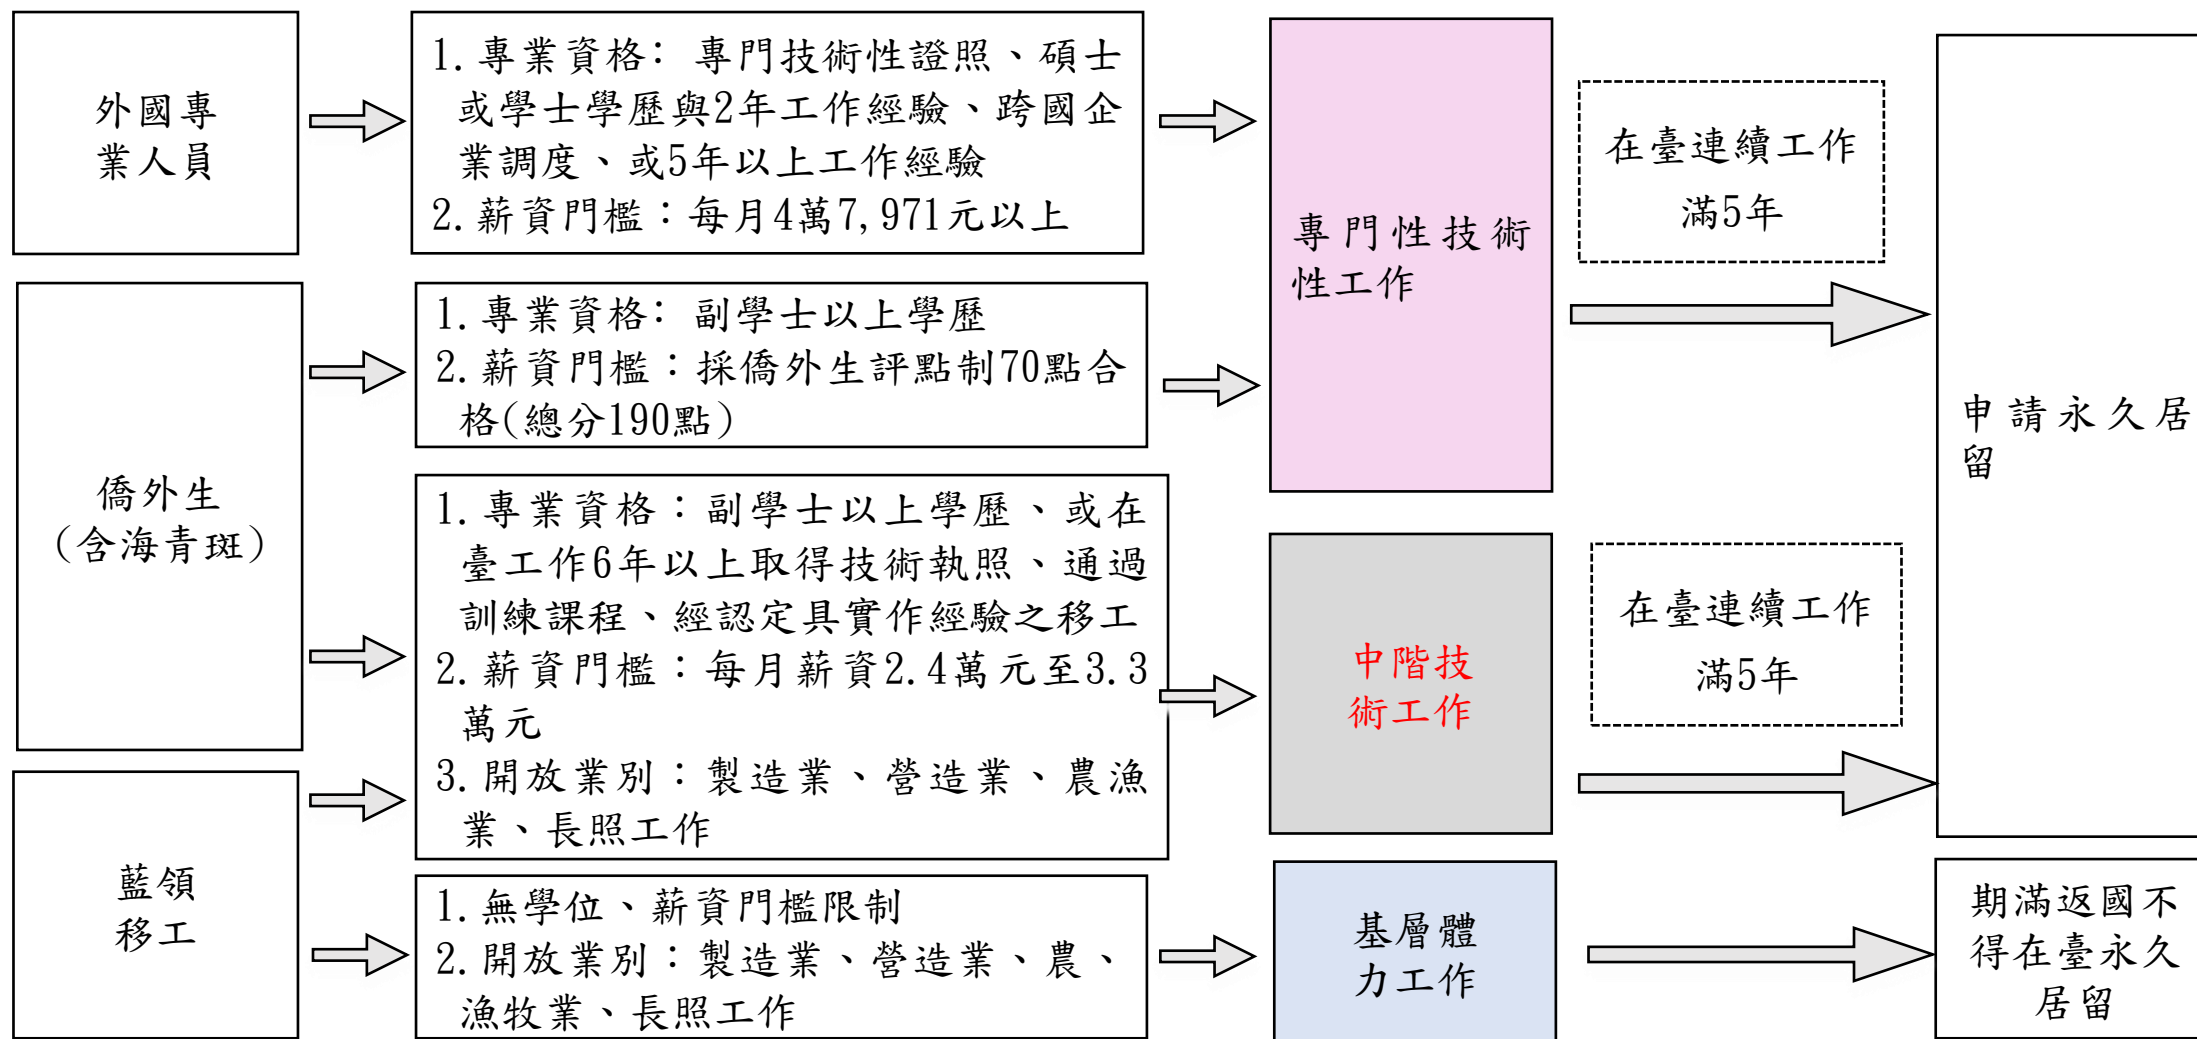 外國專
業人員
1.專業資格：專門技術性證照、碩士
或學士學歷與2年工作經驗、跨國企
業調度、或5年以上工作經驗
2.薪資門檻：每月4萬7,971元以上
專門性技術
性工作
在臺連續工作
滿5年
申請永久居
留
僑外生
(含海青斑)
1.專業資格：副學士以上學歷
2.薪資門檻：採僑外生評點制70點合
格(總分190點)
1.專業資格：副學士以上學歷、或在
臺工作6年以上取得技術執照、通過
訓練課程、經認定具實作經驗之移工
2.薪資門檻：每月薪資2.4萬元至3.3
萬元
3.開放業別：製造業、營造業、農漁
業、長照工作
中階技
術工作
在臺連續工作
滿5年
藍領
移工
1.無學位、薪資門檻限制
2.開放業別：製造業、營造業、農、
漁牧業、長照工作
基層體
力工作
期滿返國不
得在臺永久
居留